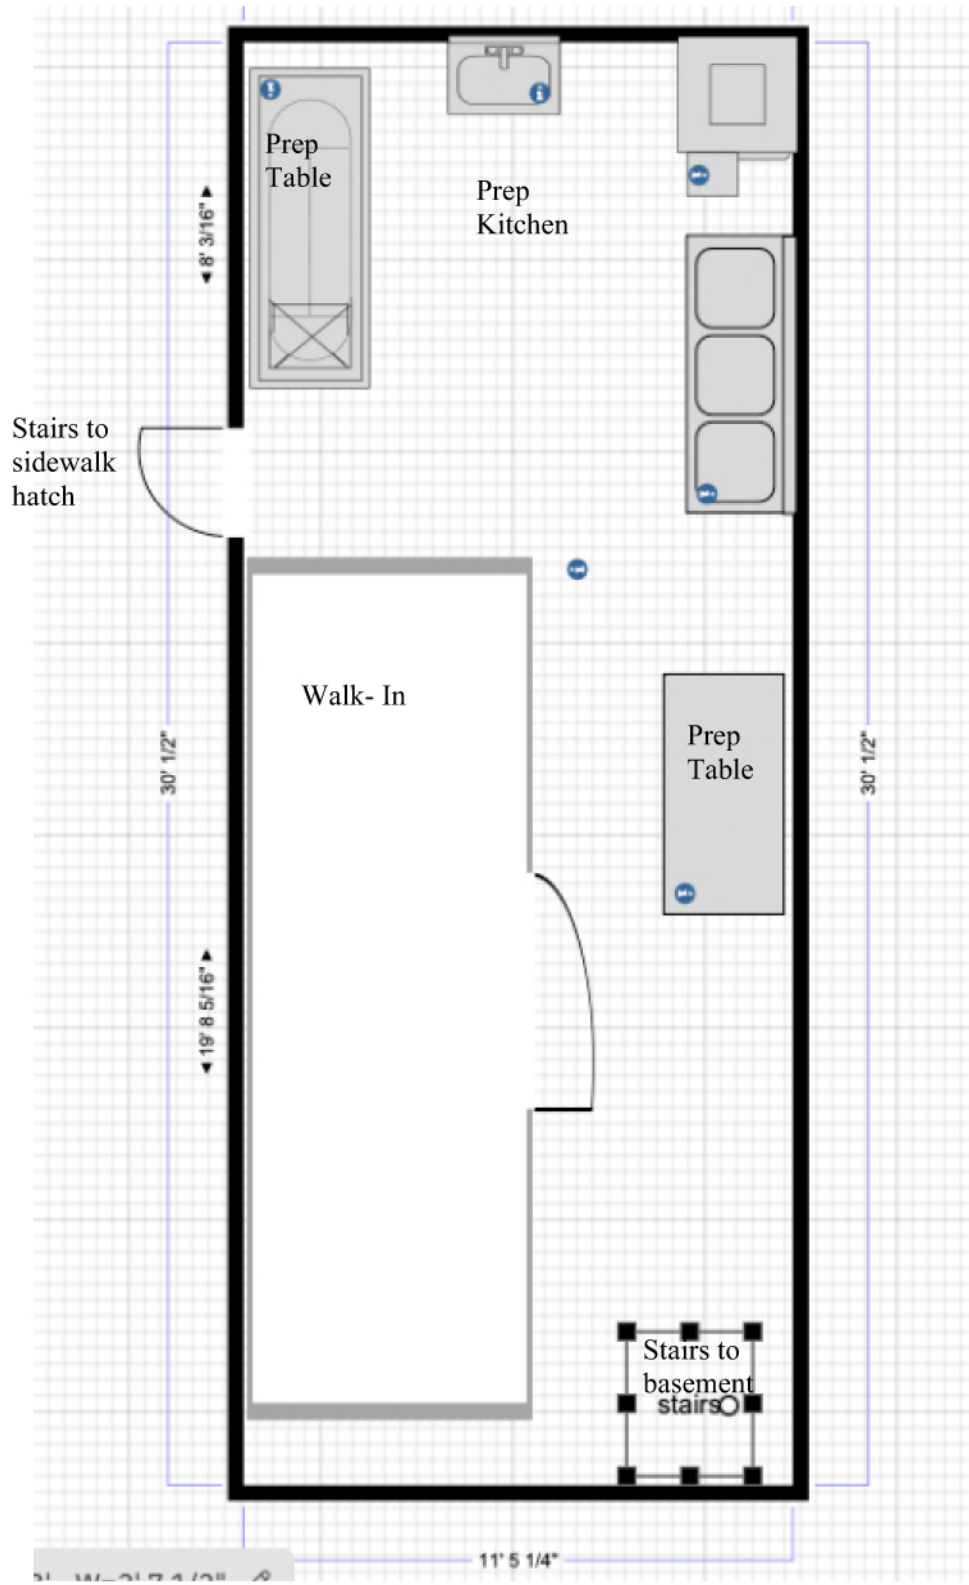 Prep
Table
Prep
Kitchen
◄ 8' 3/16" ►
Stairs to
sidewalk
hatch
Walk- In
Prep
Table
30' 1/2"
30' 1/2"
◄ 19' 8 5/16" ►
Stairs to
basement
stairs
11' 5 1/4"